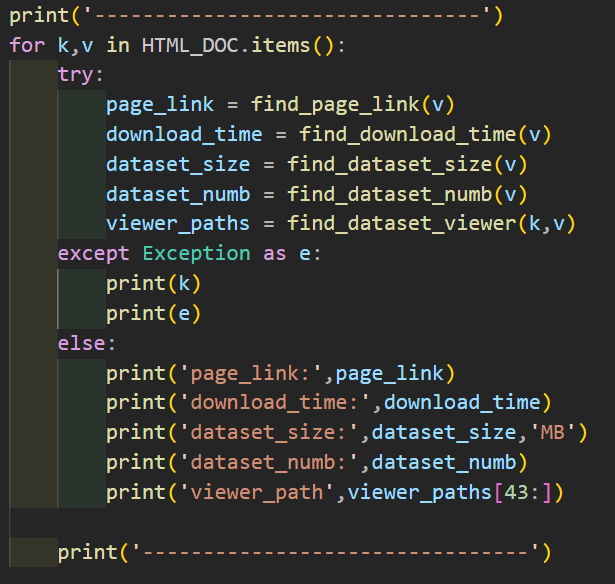 print('--------------------------------')
for k,v in HTML_DOC.items():
    try:
        page_link = find_page_link(v)
        download_time = find_download_time(v)
        dataset_size = find_dataset_size(v)
        dataset_numb = find_dataset_numb(v)
        viewer_paths = find_dataset_viewer(k,v)
    except Exception as e:
        print(k)
        print(e)
    else:
        print('page_link:',page_link)
        print('download_time:',download_time)
        print('dataset_size:',dataset_size,'MB')
        print('dataset_numb:',dataset_numb)
        print('viewer_path',viewer_paths[43:])
    print('--------------------------------')